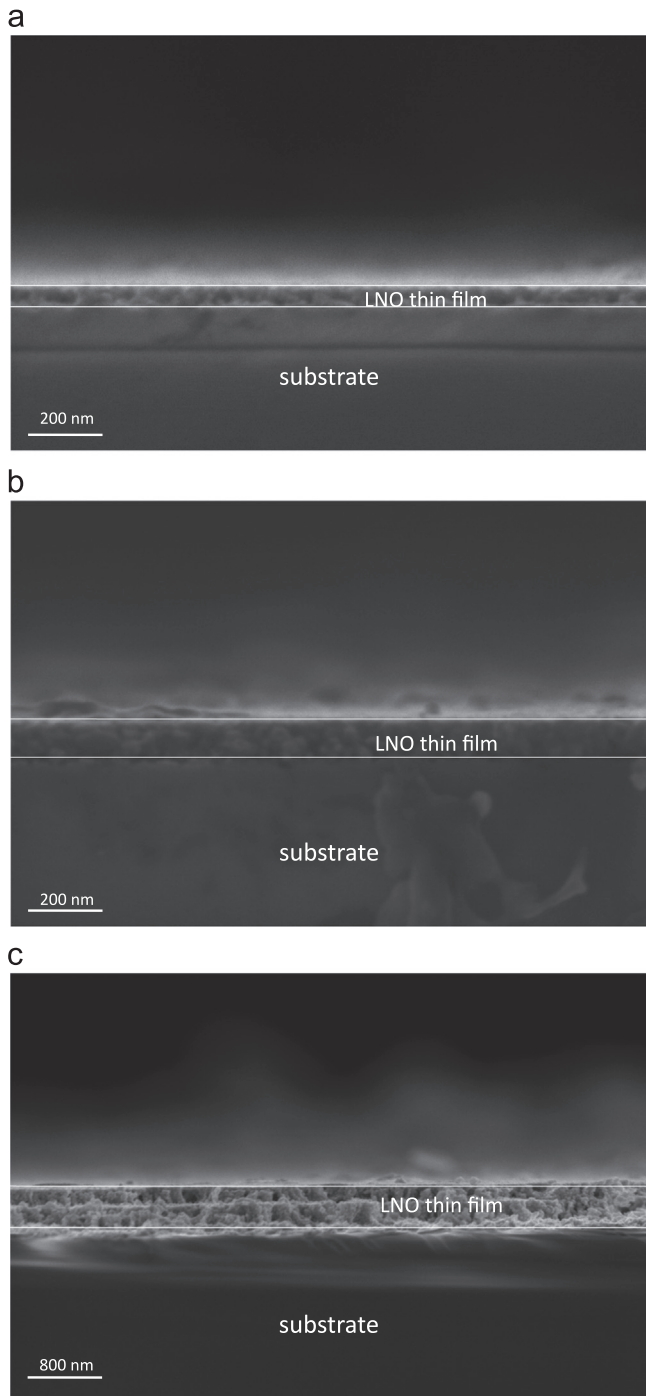 a
LNO thin film
substrate
200 nm
b
LNO thin film
substrate
200 nm
c
LNO thin film
substrate
800 nm